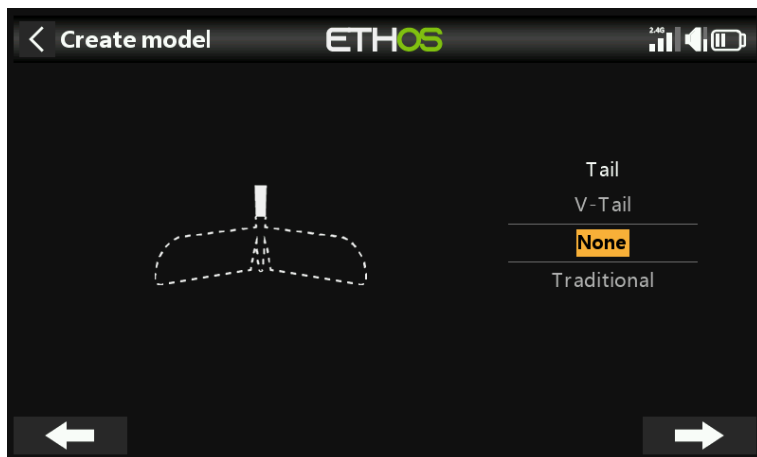 Create model
ETHOS
2.4G
Tail
V-Tail
None
Traditional